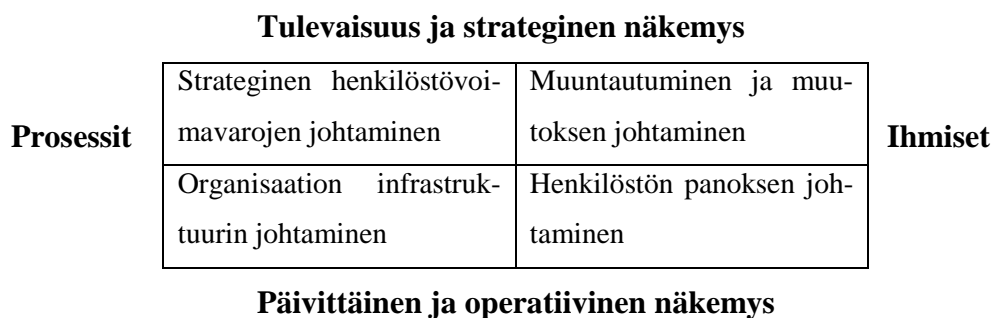 Tulevaisuus ja strateginen näkemys
Strateginen henkilöstövoi-
mavarojen johtaminen
Muuntautuminen ja muu-
toksen johtaminen
Prosessit
Ihmiset
Organisaation infrastruk-
tuurin johtaminen
Henkilöstön panoksen joh-
taminen
Päivittäinen ja operatiivinen näkemys